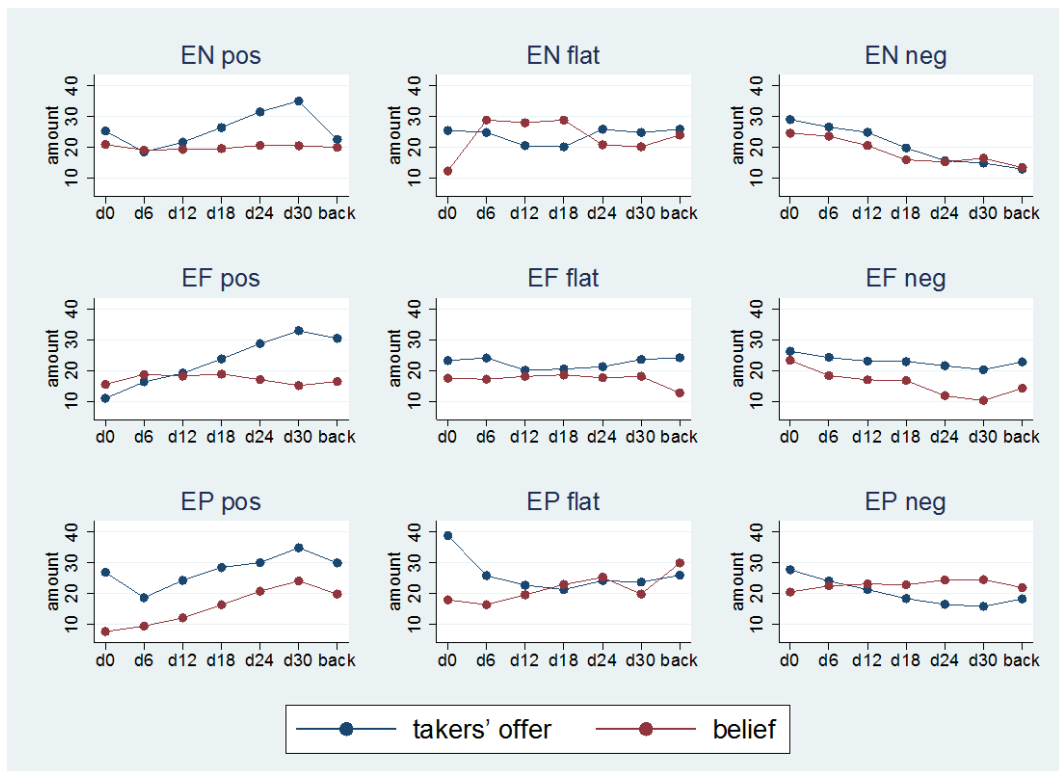 EN pos
EN flat
EN neg
amount
10 20 30 40
d0 d6 d12 d18 d24 d30 back
amount
10 20 30 40
d0 d6 d12 d18 d24 d30 back
amount
10 20 30 40
d0 d6 d12 d18 d24 d30 back
EF pos
EF flat
EF neg
amount
10 20 30 40
d0 d6 d12 d18 d24 d30 back
amount
10 20 30 40
d0 d6 d12 d18 d24 d30 back
amount
10 20 30 40
d0 d6 d12 d18 d24 d30 back
EP pos
EP flat
EP neg
amount
10 20 30 40
d0 d6 d12 d18 d24 d30 back
amount
10 20 30 40
d0 d6 d12 d18 d24 d30 back
amount
10 20 30 40
d0 d6 d12 d18 d24 d30 back
takers' offer
belief